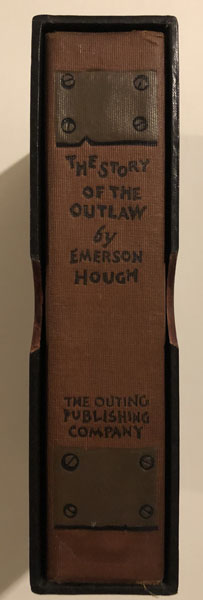 THE STORY
OF THE
OUTLAW
by
EMERSON
HOUGH
THE OUTING
PUBLISHING
COMPANY